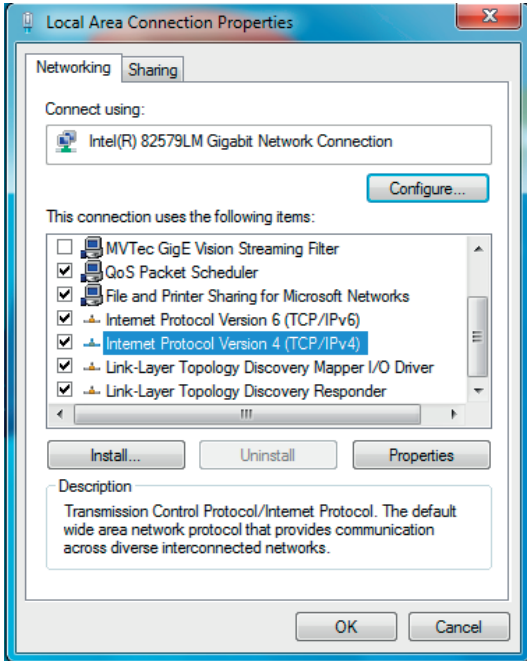 Local Area Connection Properties
Networking
Sharing
Connect using:
Intel(R) 82579LM Gigabit Network Connection
Configure...
This connection uses the following items:
MVTec GigE Vision Streaming Filter
QoS Packet Scheduler
File and Printer Sharing for Microsoft Networks
Internet Protocol Version 6 (TCP/IPv6)
Internet Protocol Version 4 (TCP/IPv4)
Link-Layer Topology Discovery Mapper I/O Driver
Link-Layer Topology Discovery Responder
Install...
Uninstall
Properties
Description
Transmission Control Protocol/Internet Protocol. The default
wide area network protocol that provides communication
across diverse interconnected networks.
OK
Cancel